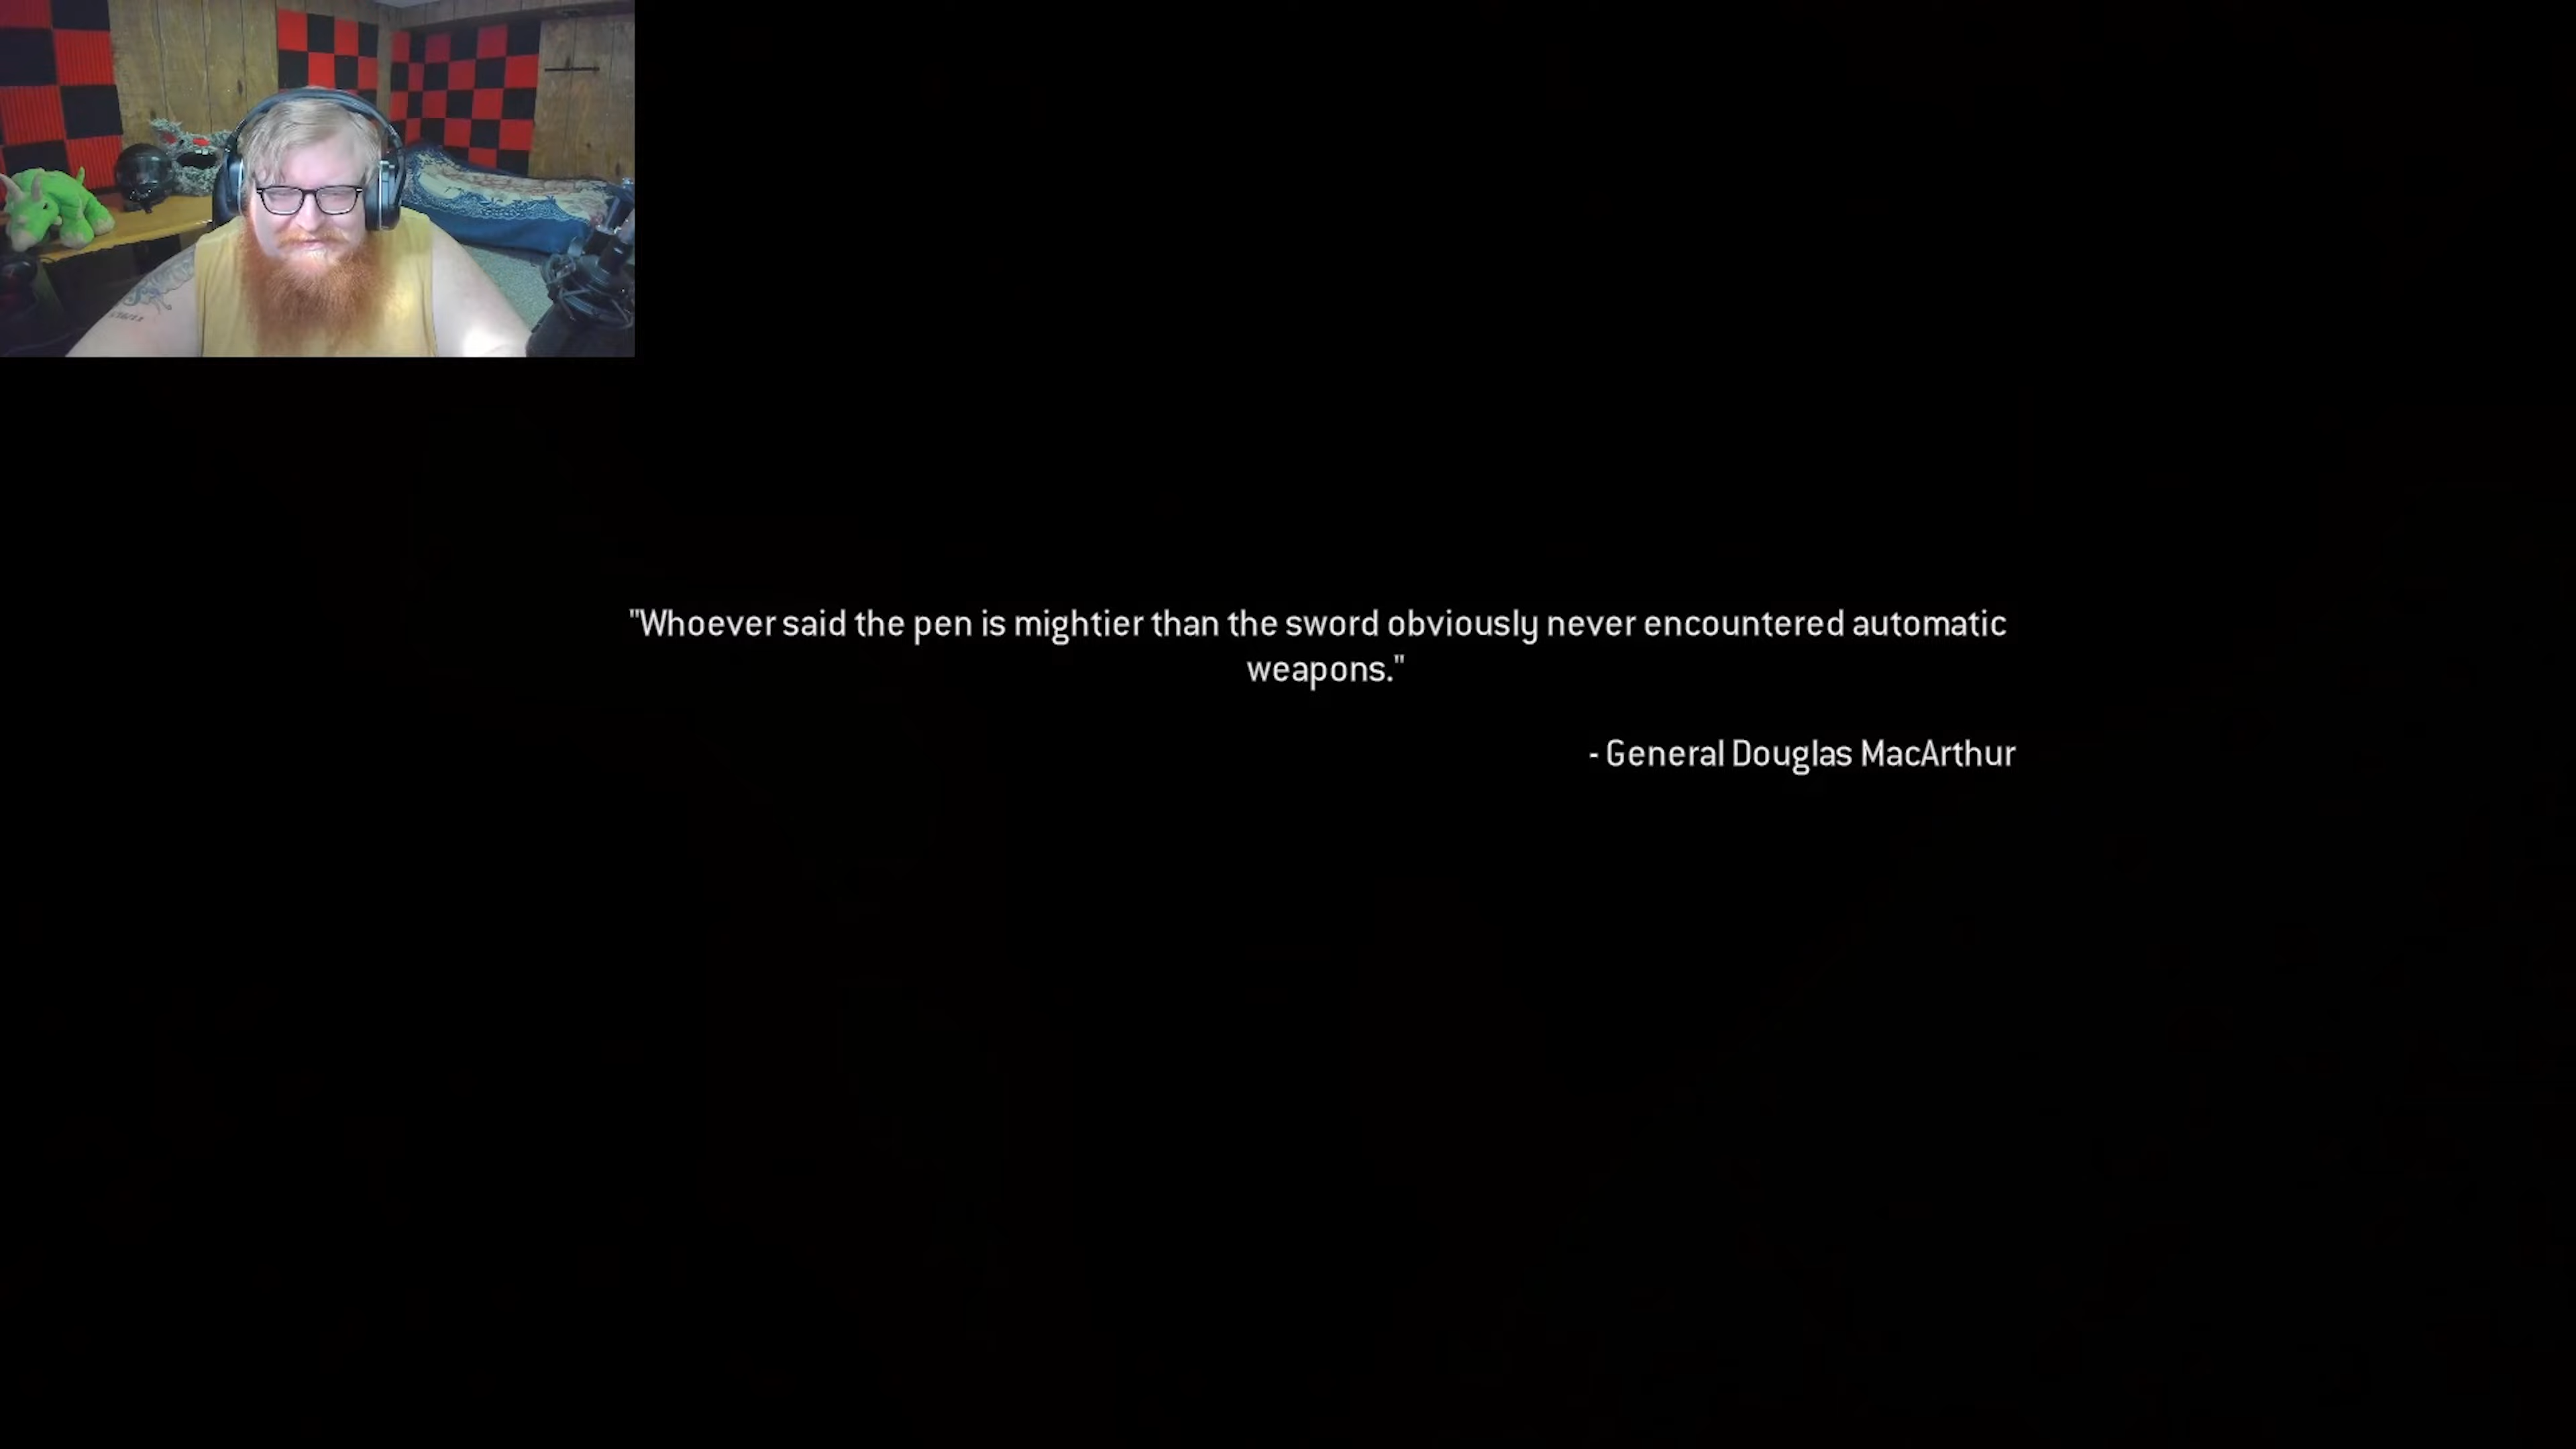 "Whoever said the pen is mightier than the sword obviously never encountered automatic
weapons."
- General Douglas MacArthur